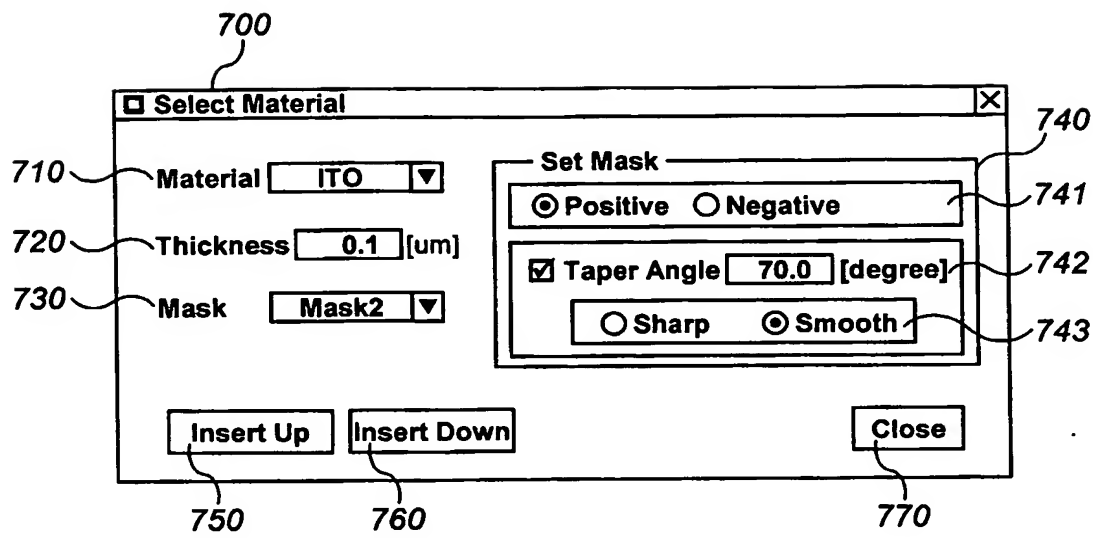 700
Select Material
740
710 Material ITO Set Mask
Positive Negative 741
720 Thickness 0.1 [um]
Taper Angle 70.0 [degree] 742
730 Mask Mask2
Sharp Smooth 743
Insert Up Insert Down Close
750 760 770